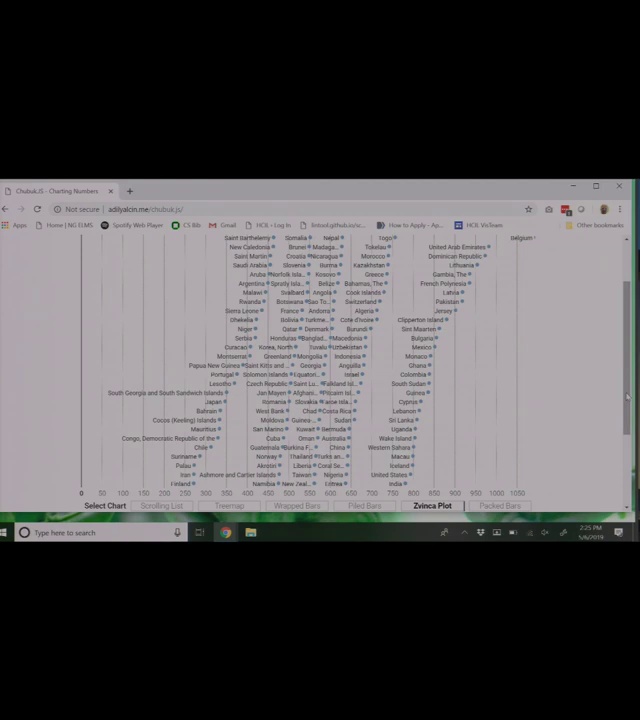 ChubukJS - Charting Numbers
Not secure adilyalcin.me/chubuk.js/
Apps Home | NG ELMS Spotify Web Player CS Bib Gmail HCIL › Log In lintool.github.io/sc... How to Apply - Ap... HCIL VisTeam Other bookmarks
Saint Barthelemy Somalia Nepal Togo Belgium
New Caledonia Brunei Madaga... Tokelau United Arab Emirates
Saint Martin Croatia Nicaragua Morocco Dominican Republic
Saudi Arabia Slovenia Burma Kazakhstan Lithuania
Aruba Norfolk Isla... Kosovo Greece Gambia, The
Argentina Spratly Isla... Belize Bahamas, The French Polynesia
Malawi Svalbard Angola Cook Islands Latvia
Rwanda Botswana Sao To... Switzerland Pakistan
Sierra Leone France Andorra Algeria Jersey
Dhekelia Bolivia Turkme... Cote d'Ivoire Clipperton Island
Niger Qatar Denmark Burundi Sint Maarten
Serbia Honduras Banglad... Macedonia Bulgaria
Curacao Korea, North Tuvalu Uzbekistan Mexico
Montserrat Greenland Mongolia Indonesia Monaco
Papua New Guinea Saint Kitts and ... Georgia Anguilla Ghana
Portugal Solomon Islands Equatori... Israel Colombia
Lesotho Czech Republic Saint Lu... Falkland Isl... South Sudan
South Georgia and South Sandwich Islands Jan Mayen Afghani... Pitcairn Isl... Guinea
Japan Romania Slovakia Faroe Isla... Cyprus
Bahrain West Bank Chad Costa Rica Lebanon
Cocos (Keeling) Islands Moldova Guinea-... Sudan Sri Lanka
Mauritius San Marino Kuwait Bermuda Uganda
Congo, Democratic Republic of the Cuba Oman Australia Wake Island
Chile Guatemala Burkina F... China Western Sahara
Suriname Norway Thailand Turks an... Macau
Palau Akrotiri Liberia Coral Se... Iceland
Iran Ashmore and Cartier Islands Taiwan Nigeria United States
Finland Namibia New Zeal... Eritrea India
0 50 100 150 200 250 300 350 400 450 500 550 600 650 700 750 800 850 900 950 1000 1050
Select Chart Scrolling List Treemap Wrapped Bars Piled Bars Zvinca Plot Packed Bars
Type here to search
2:25 PM
5/6/2019